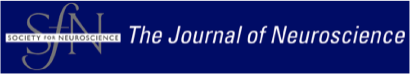 SfN
SOCIETY FOR NEUROSCIENCE
The Journal of Neuroscience